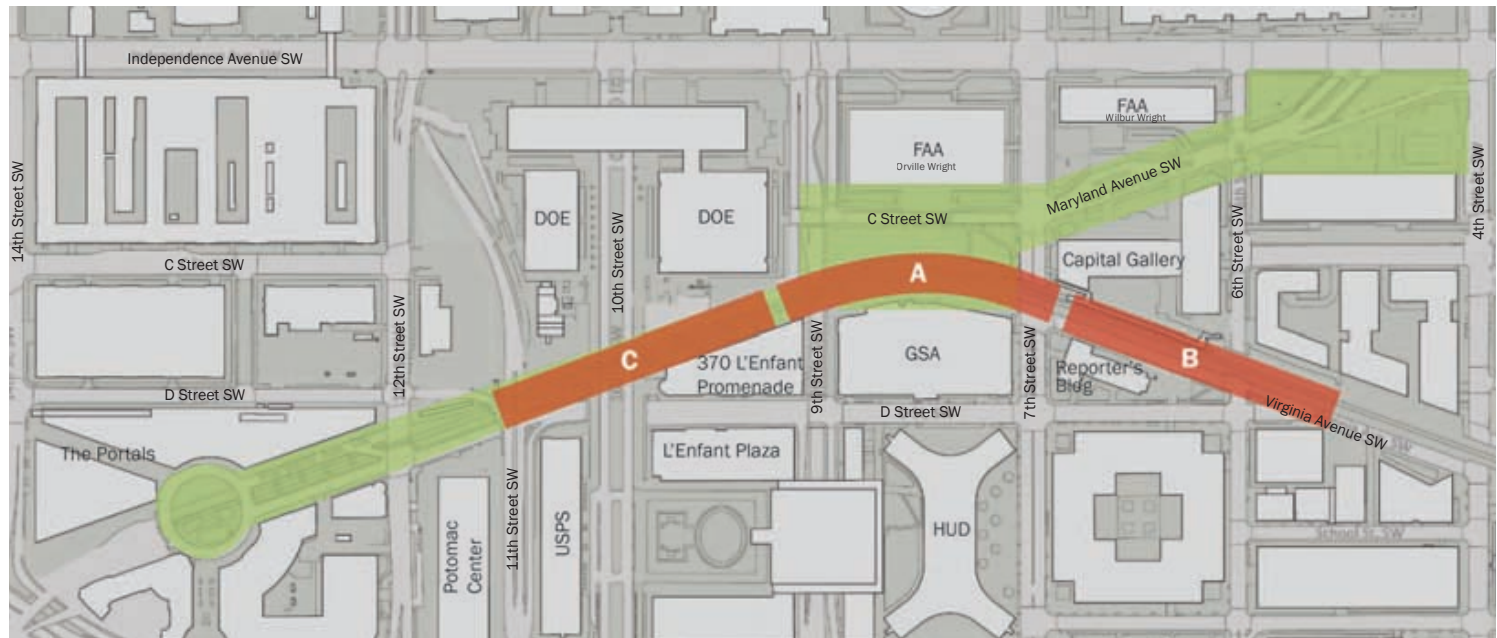 Independence Avenue SW
FAA
Wilbur Wright
FAA
Orville Wright
Maryland Avenue SW
14th Street SW
DOE
10th Street SW
DOE
C Street SW
6th Street SW
4th Street SW
C Street SW
Capital Gallery
A
12th Street SW
C
370 L'Enfant
Promenade
9th Street SW
GSA
7th Street SW
B
Reporter's
Blog
D Street SW
D Street SW
Virginia Avenue SW
The Portals
L'Enfant Plaza
11th Street SW
Potomac
Center
USPS
HUD
School St. SW